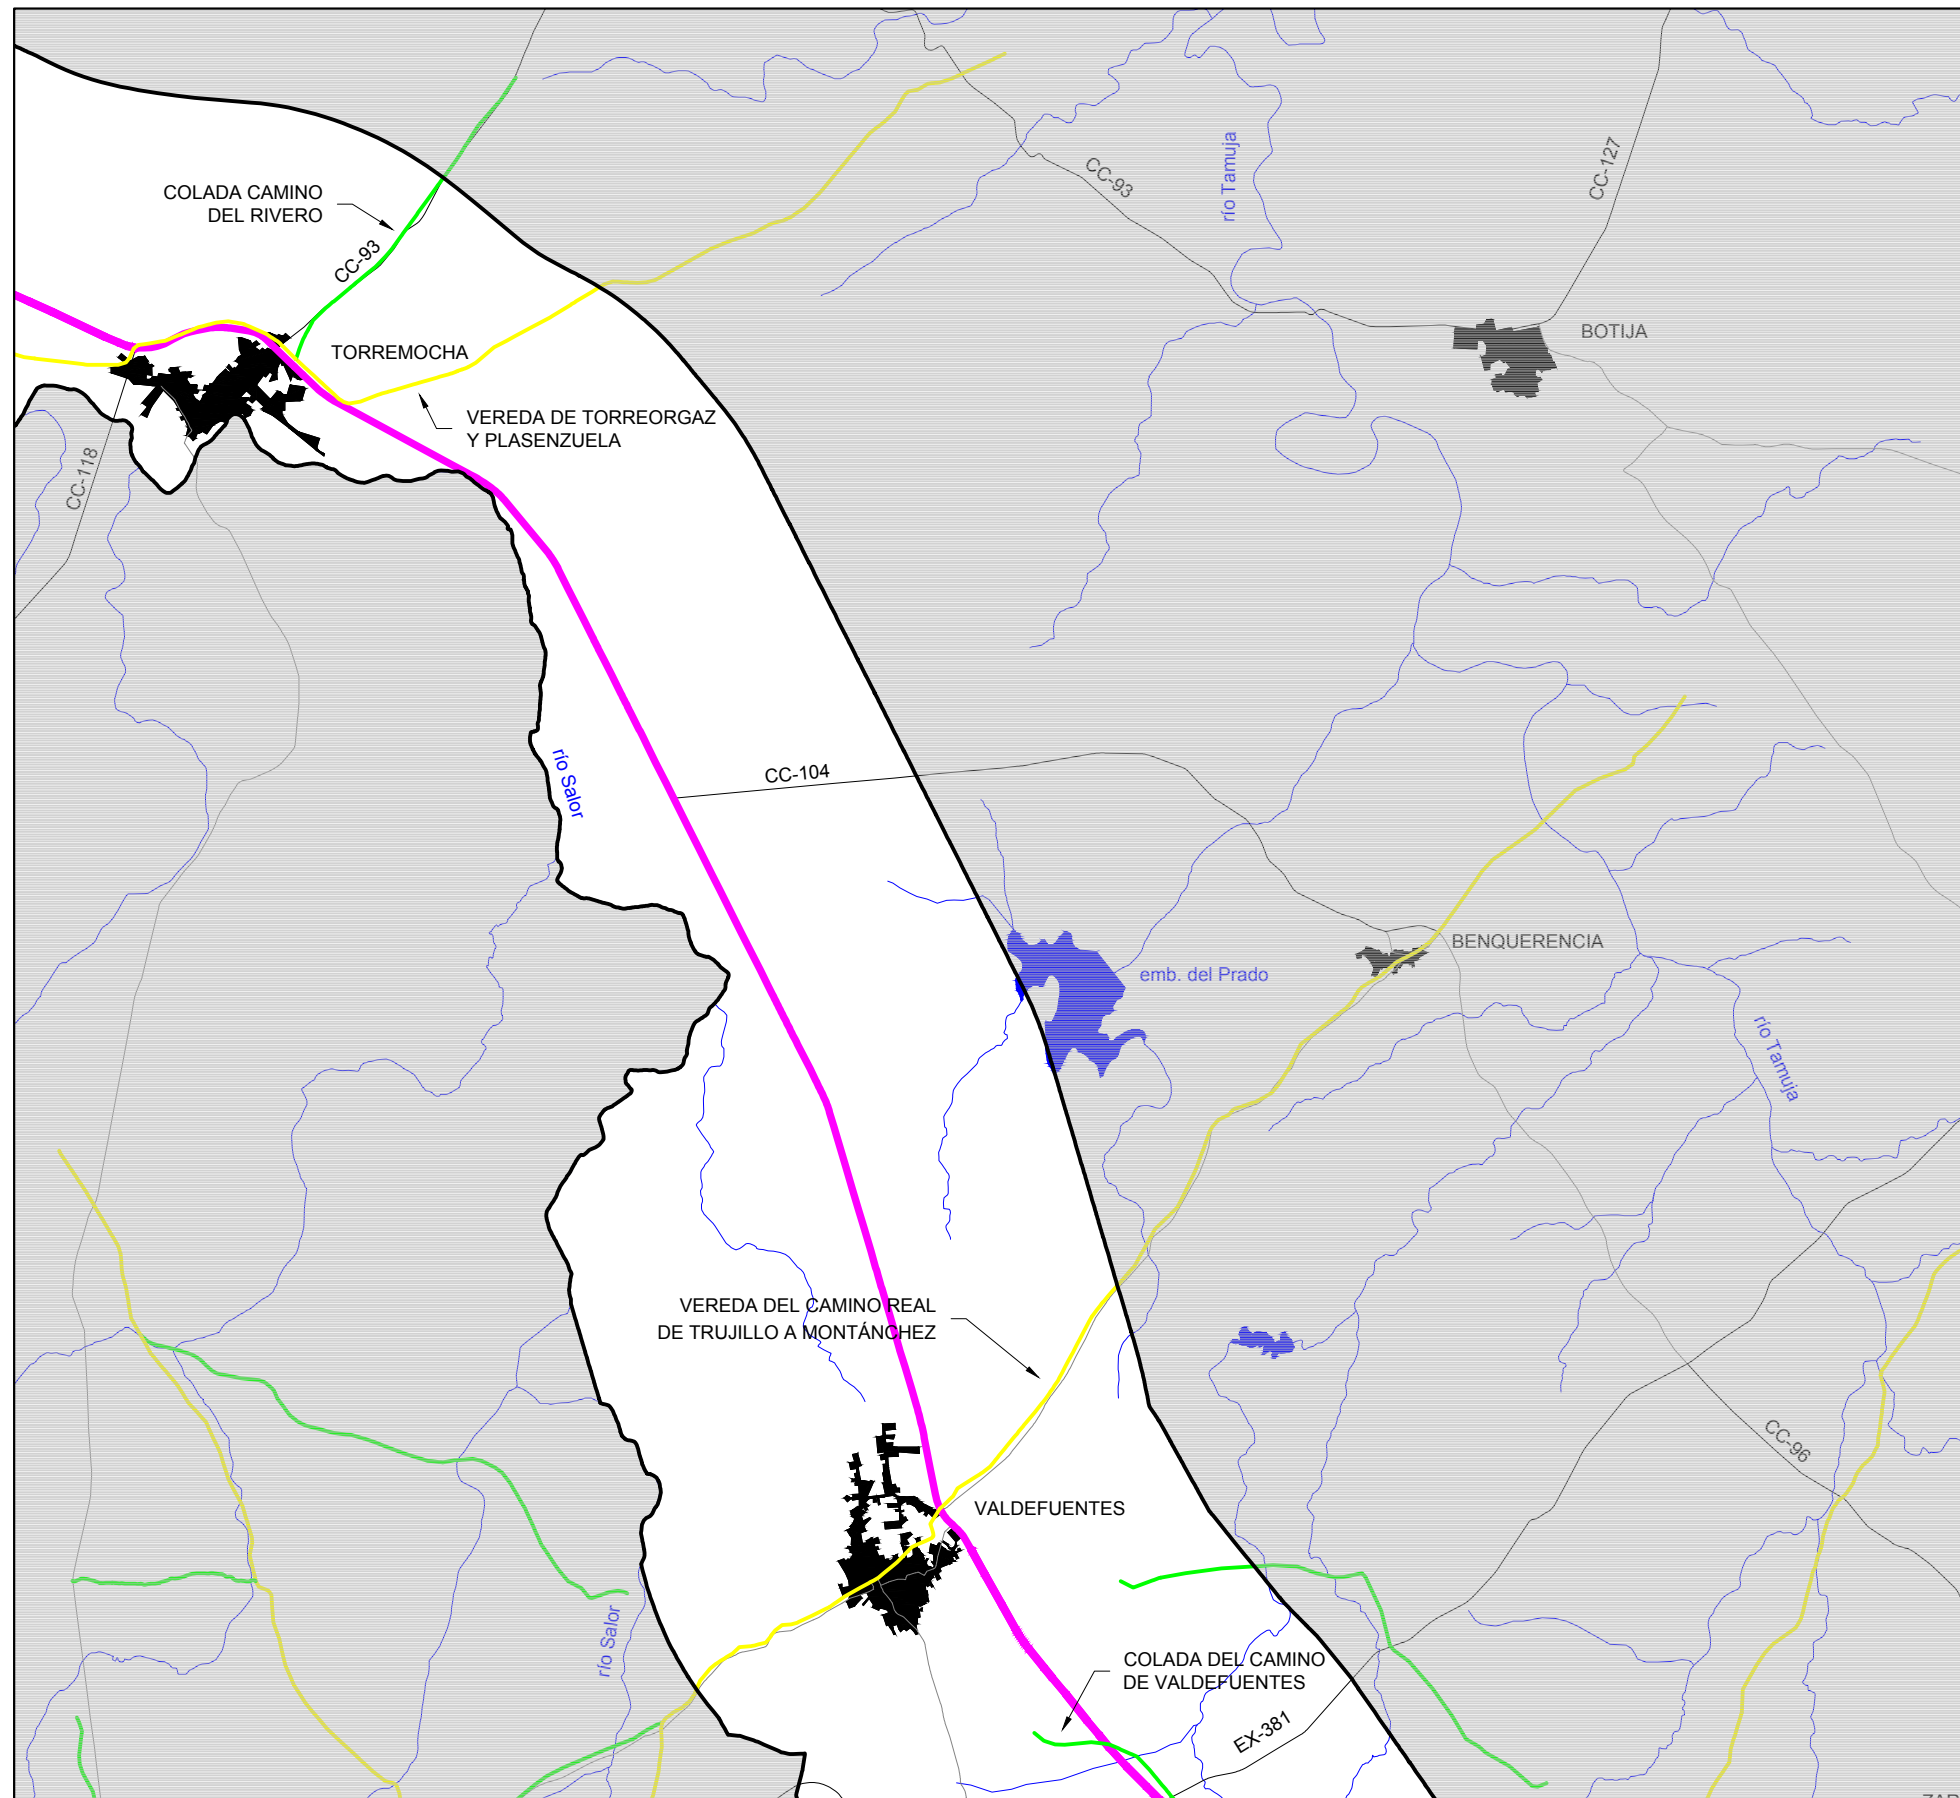 COLADA CAMINO
DEL RIVERO
CC-93
CC-93
río Tamuja
CC-127
BOTIJA
TORREMOCHA
VEREDA DE TORREORGAZ
Y PLASENZUELA
CC-118
río Salor
CC-104
BENQUERENCIA
emb. del Prado
río Tamuja
VEREDA DEL CAMINO REAL
DE TRUJILLO A MONTÁNCHEZ
CC-96
VALDEFUENTES
río Salor
COLADA DEL CAMINO
DE VALDEFUENTES
EX-381